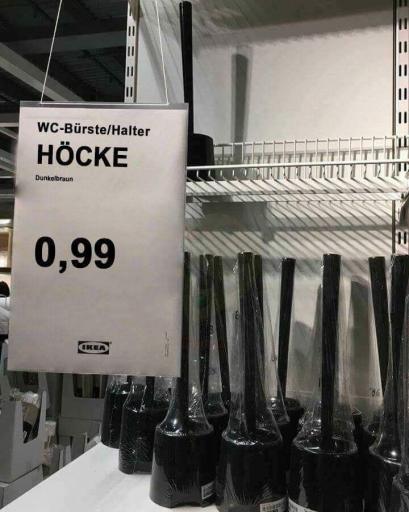 WC-Bürste/Halter
HÖCKE
Dunkelbraun
0,99
IKEA